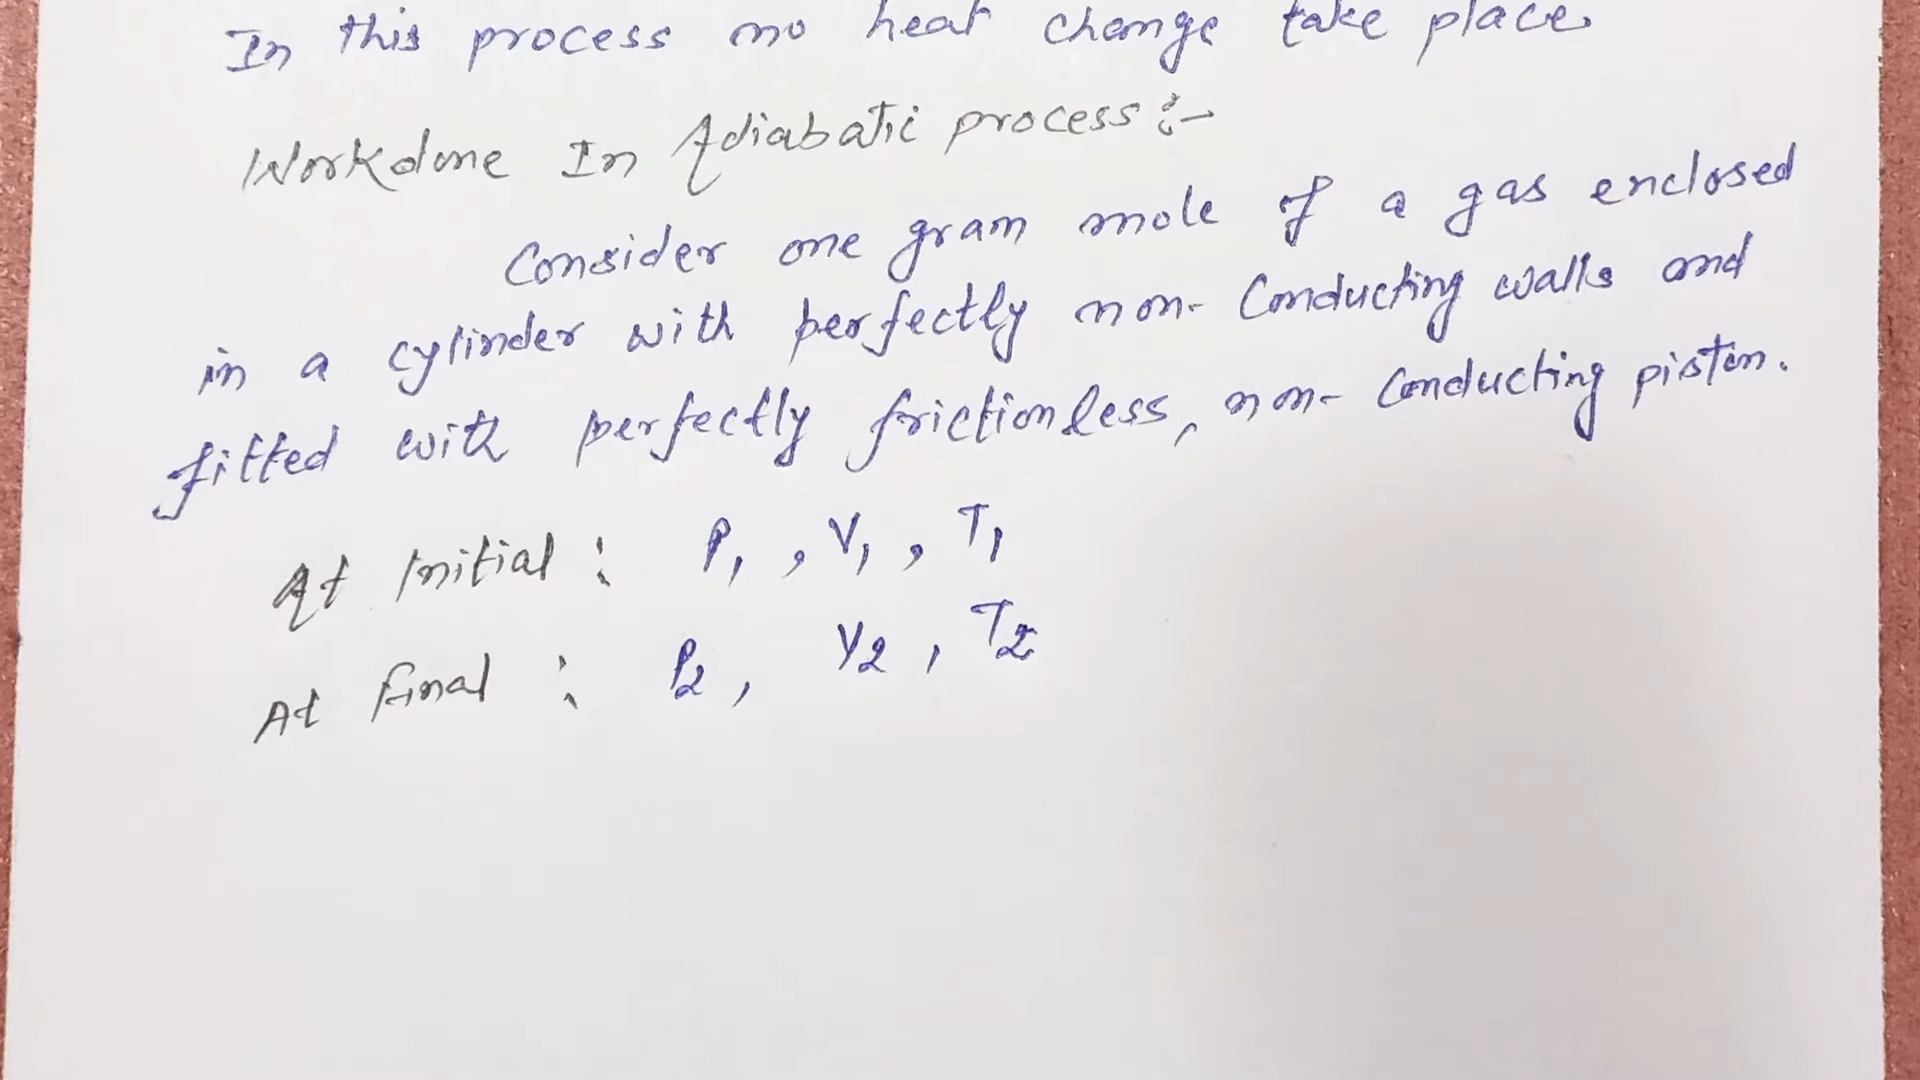 In this process no heat change take place
Workdone In Adiabatic process :-
Consider one gram mole of a gas enclosed
in a cylinder with perfectly non-Conducting walls and
fitted with perfectly frictionless, non-Conducting piston.
At Initial : P1 , V1 , T1
At final : P2 , V2 , T2